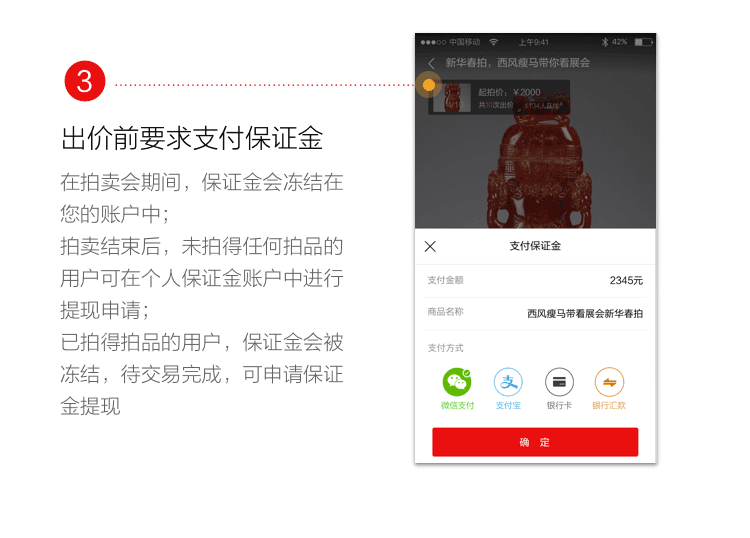 3
出价前要求支付保证金
在拍卖会期间，保证金会冻结在
您的账户中；
拍卖结束后，未拍得任何拍品的
用户可在个人保证金账户中进行
提现申请；
已拍得拍品的用户，保证金会被
冻结，待交易完成，可申请保证
金提现
中国移动 上午9:41 42%
新华春拍，西风瘦马带你看展会
起拍价：￥2000
共10次出价 1134人在线
支付保证金
支付金额 2345元
商品名称 西风瘦马带看展会新华春拍
支付方式
微信支付 支付宝 银行卡 银行汇款
确 定